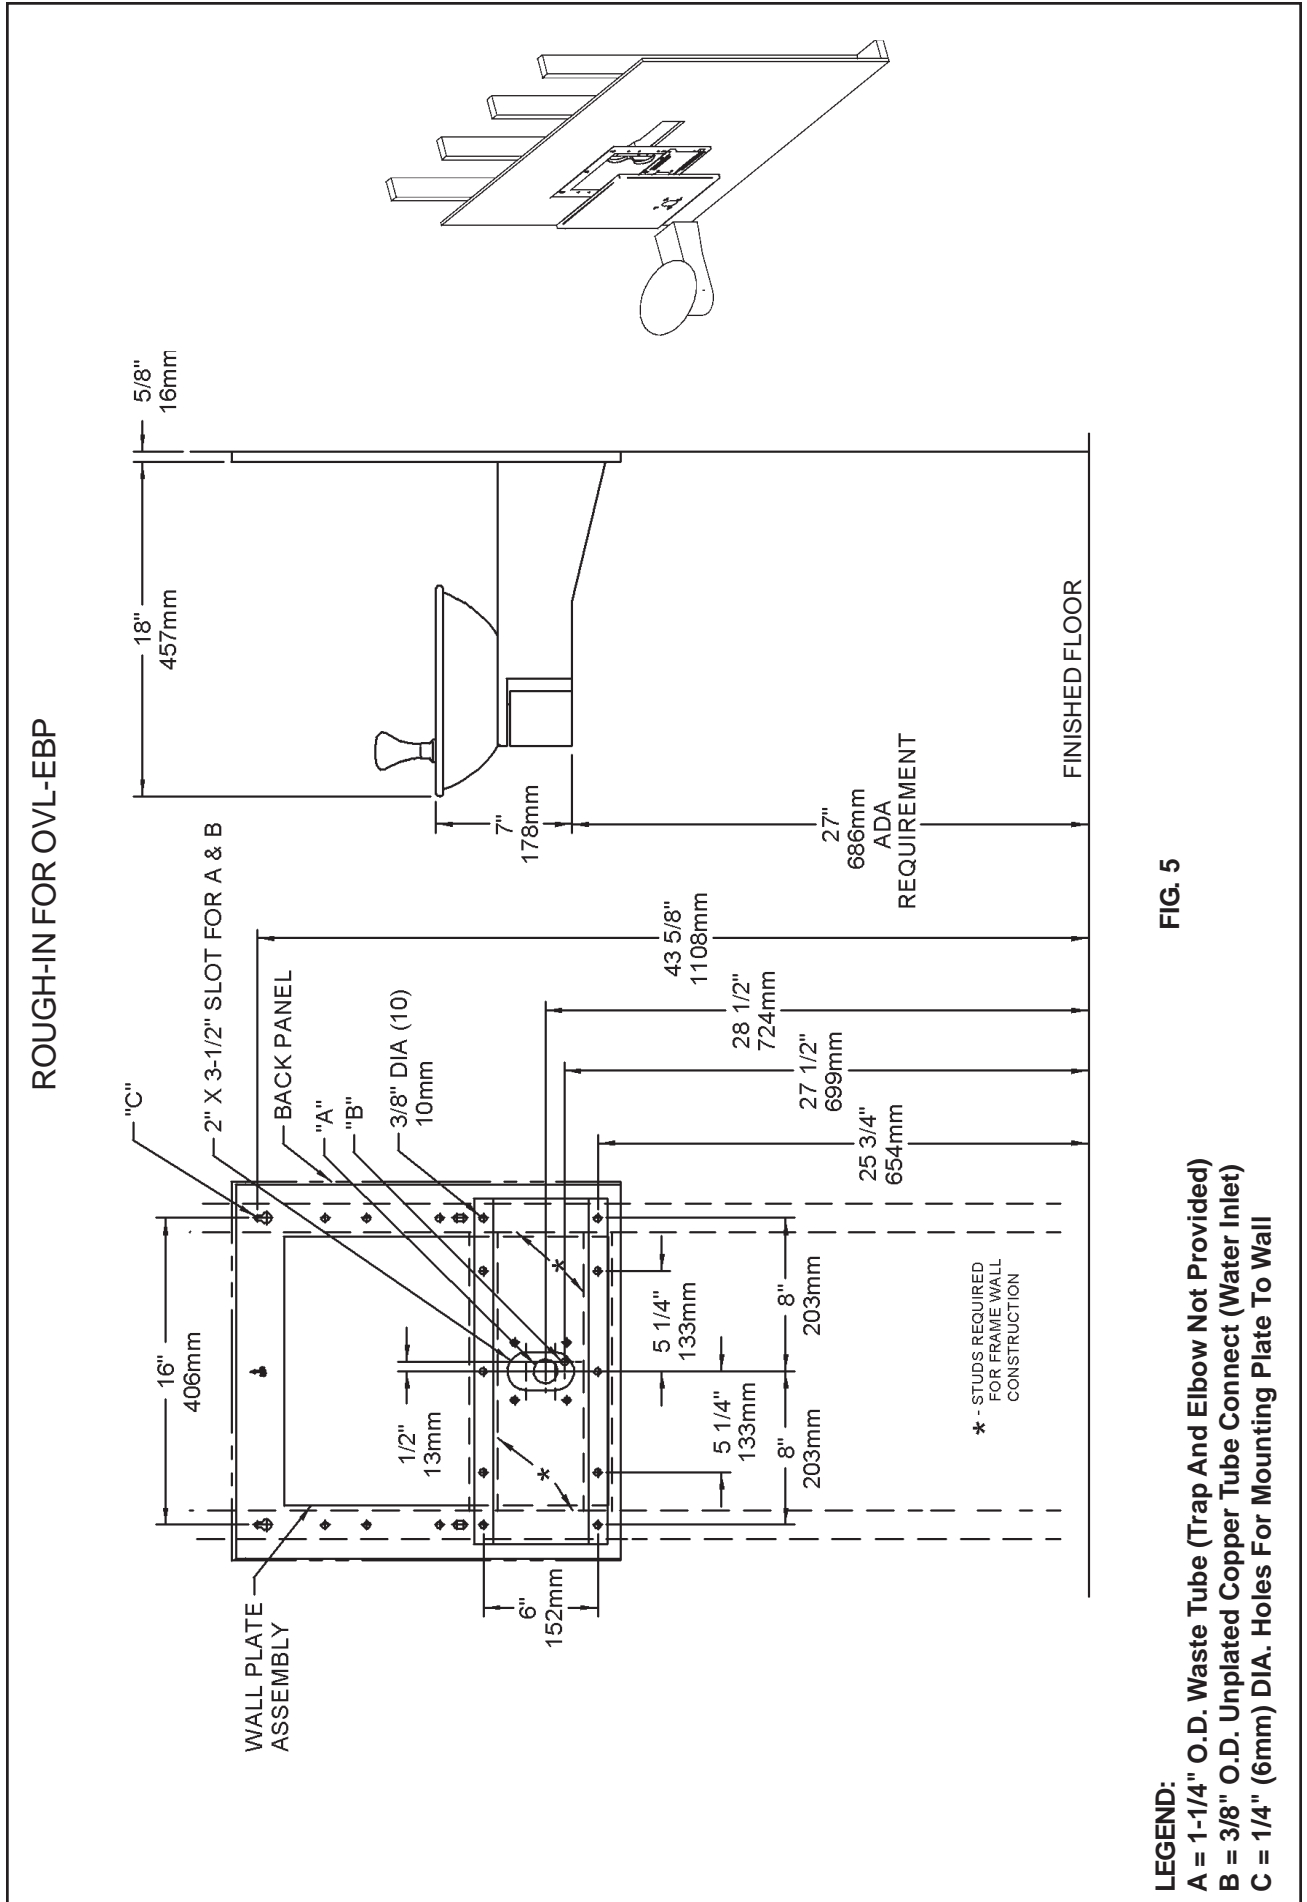 ROUGH-IN FOR OVL-EBP
"C"
2" X 3-1/2" SLOT FOR A & B
BACK PANEL
"A"
"B"
3/8" DIA (10)
10mm
16"
406mm
1/2"
13mm
WALL PLATE
ASSEMBLY
6"
152mm
5 1/4"
133mm
5 1/4"
133mm
8"
203mm
8"
203mm
*
*
* - STUDS REQUIRED
FOR FRAME WALL
CONSTRUCTION
43 5/8"
1108mm
28 1/2"
724mm
27 1/2"
699mm
25 3/4"
654mm
18"
457mm
5/8"
16mm
7"
178mm
27"
686mm
ADA
REQUIREMENT
FINISHED FLOOR
FIG. 5
LEGEND:
A = 1-1/4" O.D. Waste Tube (Trap And Elbow Not Provided)
B = 3/8" O.D. Unplated Copper Tube Connect (Water Inlet)
C = 1/4" (6mm) DIA. Holes For Mounting Plate To Wall